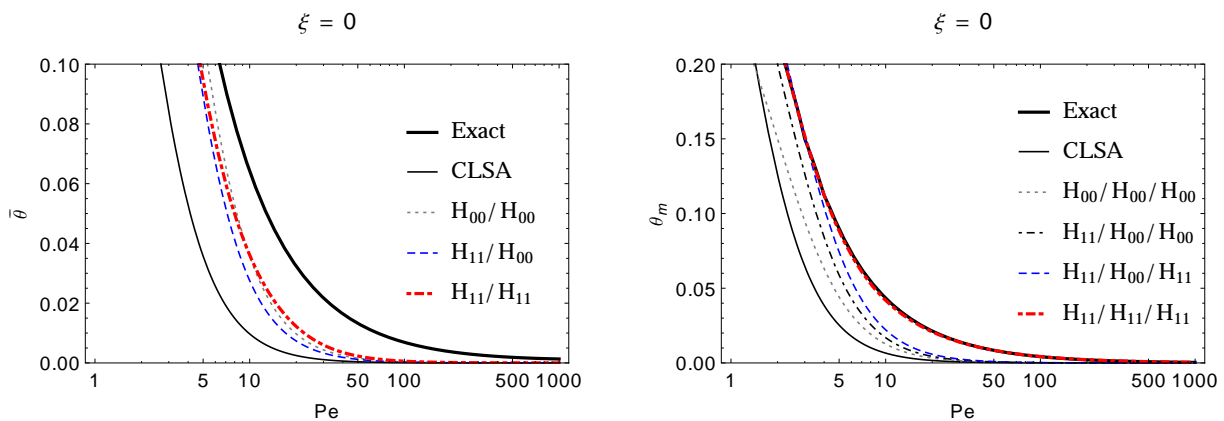 ξ = 0
0.10
0.08
0.06
0.04
0.02
0.00
θ̄
1 5 10 50 100 500 1000
Pe
Exact
CLSA
H₀₀/H₀₀
H₁₁/H₀₀
H₁₁/H₁₁
ξ = 0
0.20
0.15
0.10
0.05
0.00
θₘ
1 5 10 50 100 500 1000
Pe
Exact
CLSA
H₀₀/H₀₀/H₀₀
H₁₁/H₀₀/H₀₀
H₁₁/H₀₀/H₁₁
H₁₁/H₁₁/H₁₁